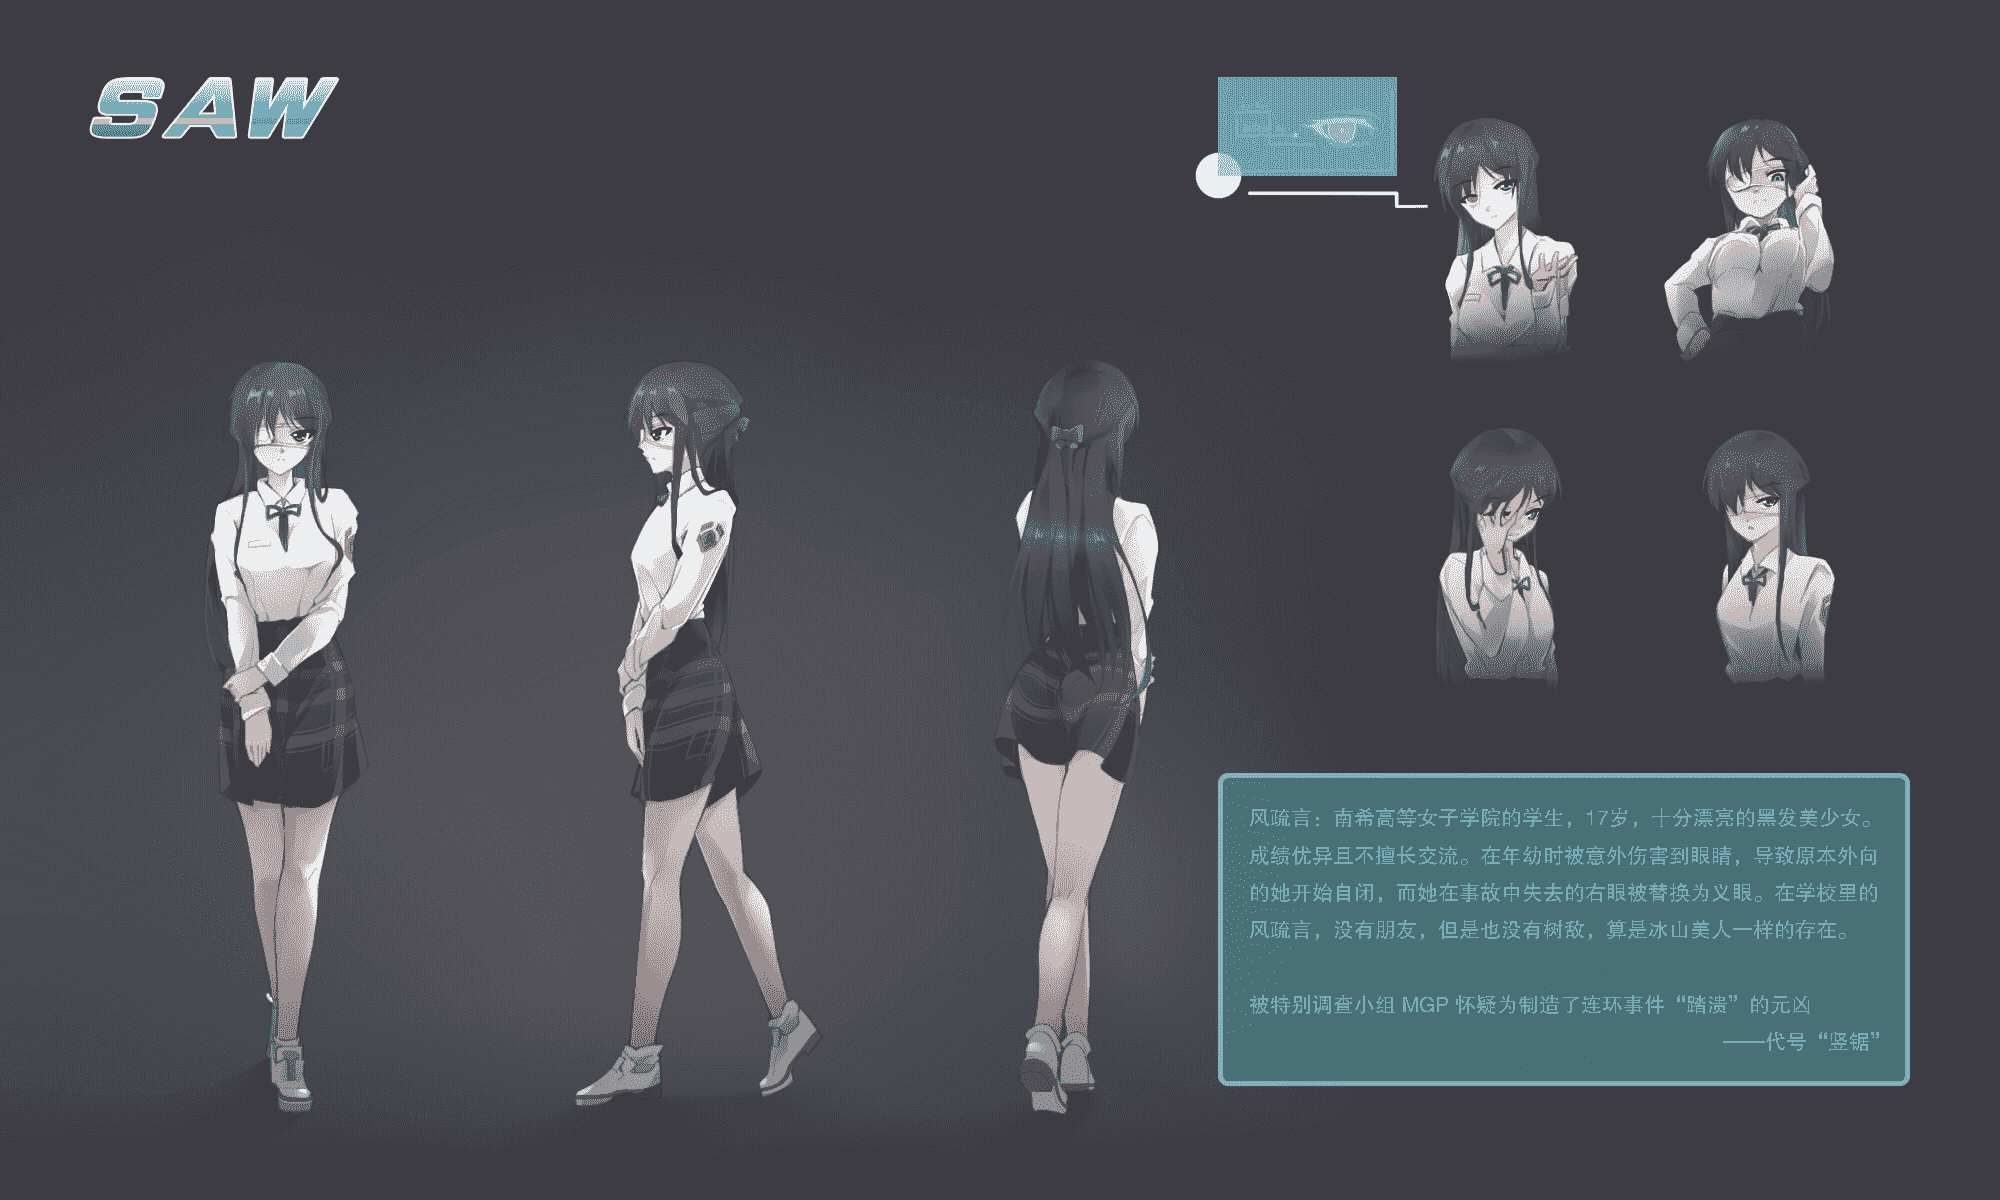 SAW
风疏言：南希高等女子学院的学生，17岁，十分漂亮的黑发美少女。
成绩优异且不擅长交流。在年幼时被意外伤害到眼睛，导致原本外向
的她开始自闭，而她在事故中失去的右眼被替换为义眼。在学校里的
风疏言，没有朋友，但是也没有树敌，算是冰山美人一样的存在。
被特别调查小组 MGP 怀疑为制造了连环事件“踏溃”的元凶
——代号“竖锯”